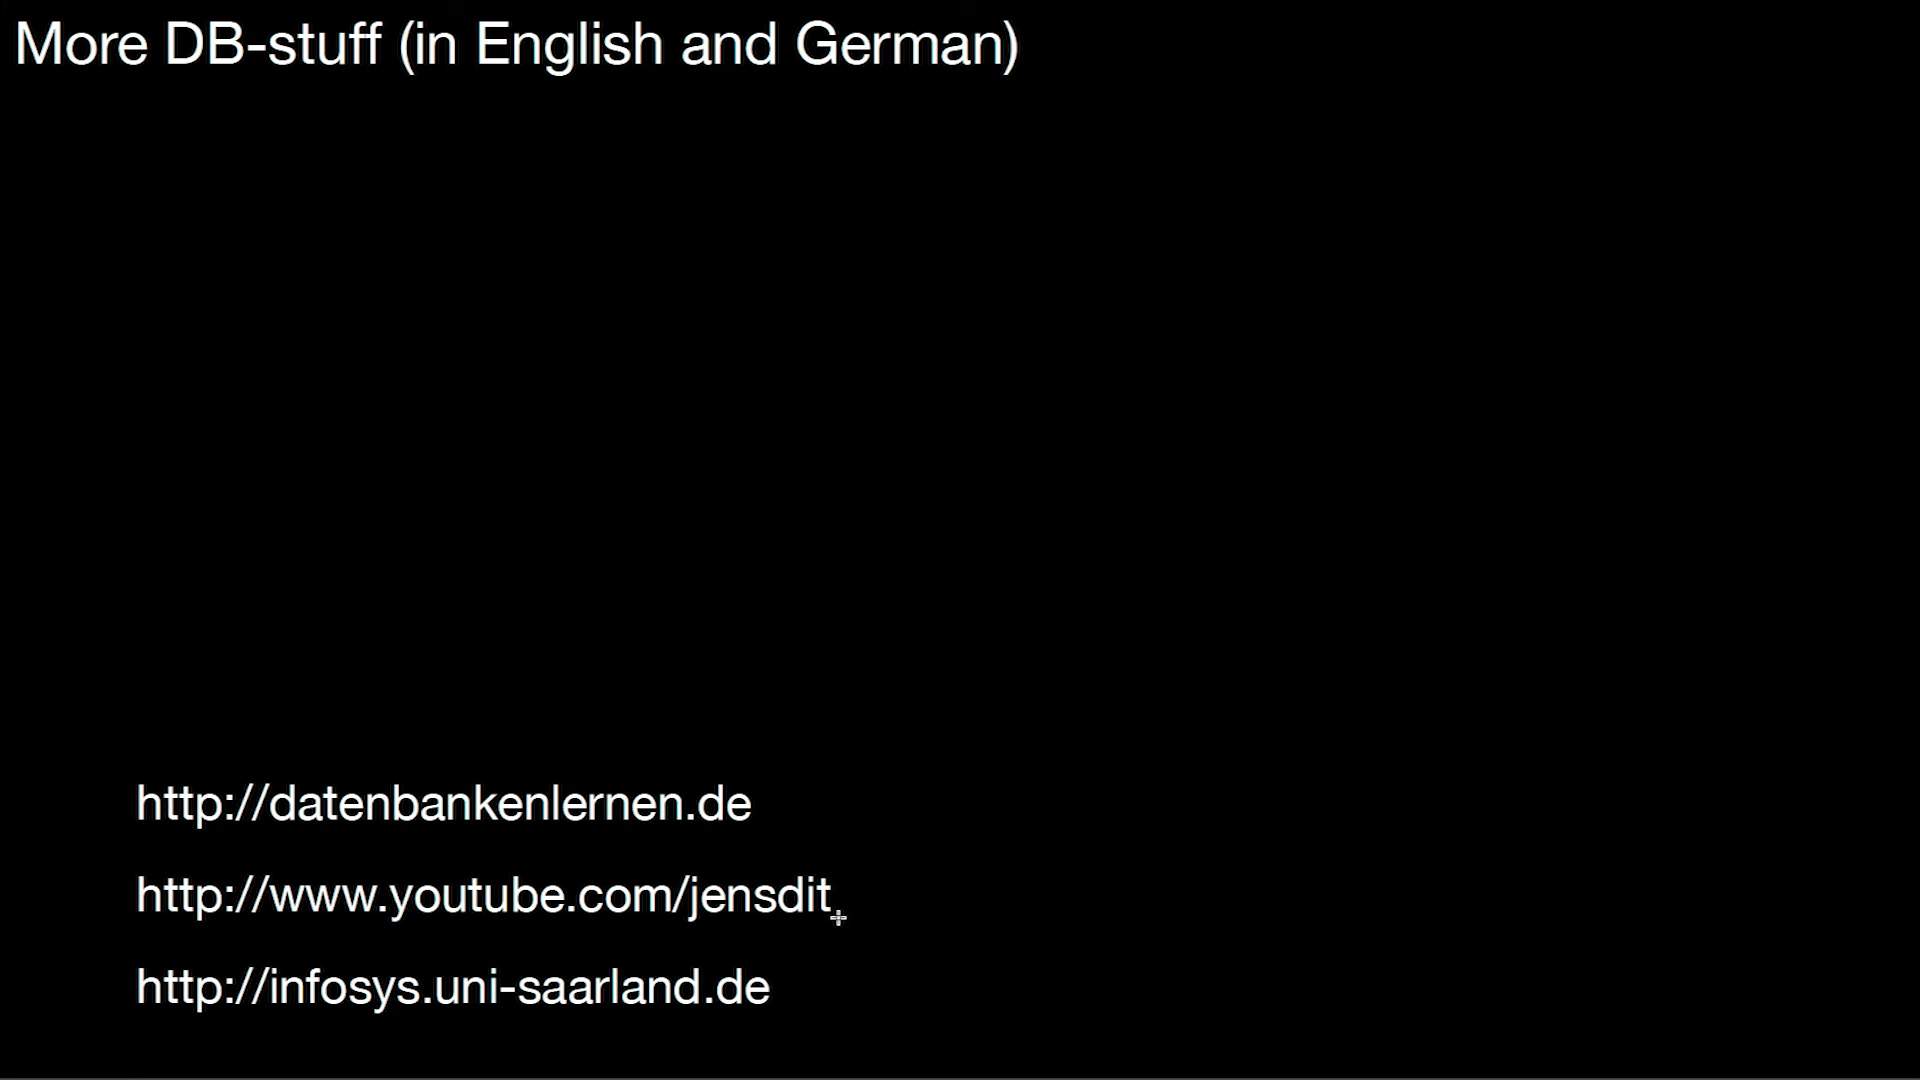 More DB-stuff (in English and German)
http://datenbankenlernen.de
http://www.youtube.com/jensdit
http://infosys.uni-saarland.de